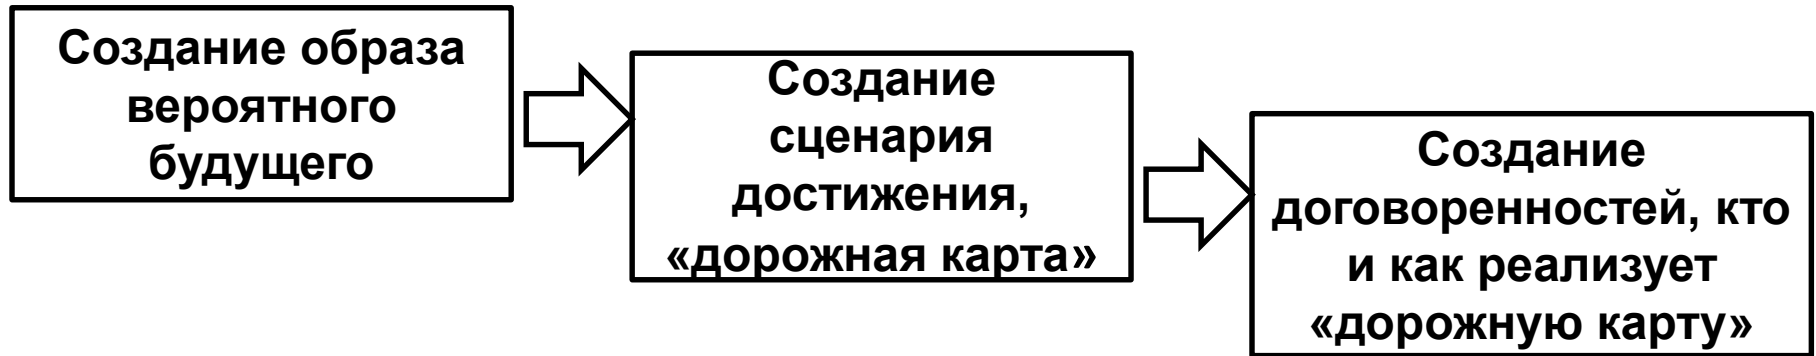 Создание образа
вероятного
будущего
Создание
сценария
достижения,
«дорожная карта»
Создание
договоренностей, кто
и как реализует
«дорожную карту»